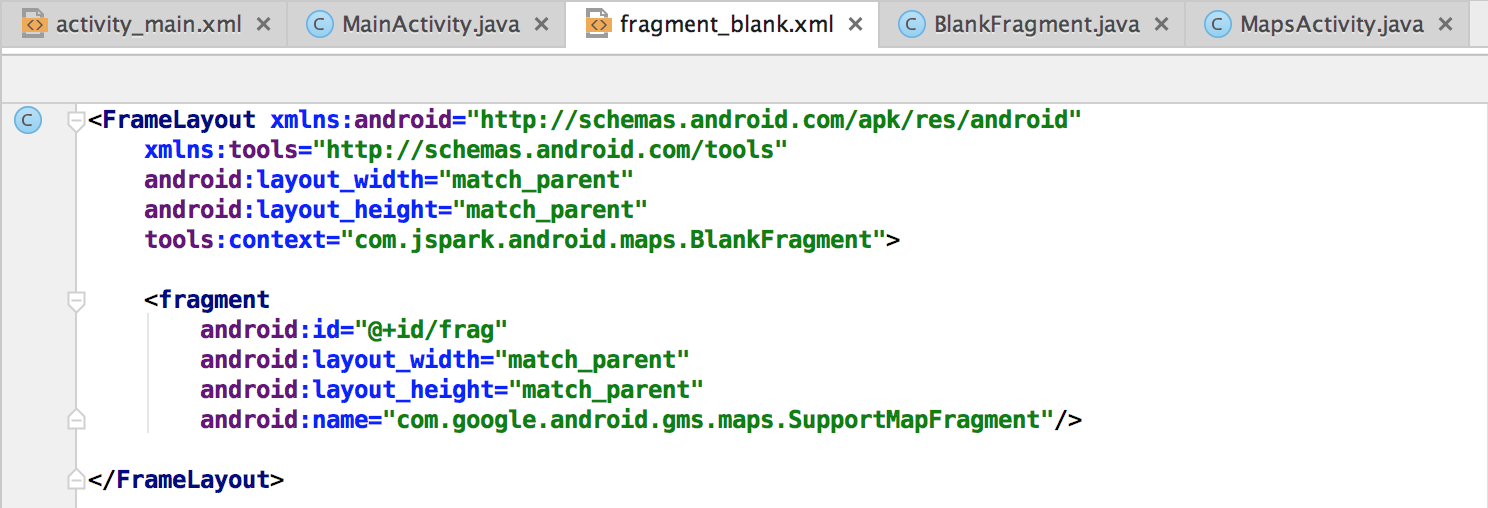 activity_main.xml MainActivity.java fragment_blank.xml BlankFragment.java MapsActivity.java
<FrameLayout xmlns:android="http://schemas.android.com/apk/res/android"
    xmlns:tools="http://schemas.android.com/tools"
    android:layout_width="match_parent"
    android:layout_height="match_parent"
    tools:context="com.jspark.android.maps.BlankFragment">
    <fragment
        android:id="@+id/frag"
        android:layout_width="match_parent"
        android:layout_height="match_parent"
        android:name="com.google.android.gms.maps.SupportMapFragment"/>
</FrameLayout>